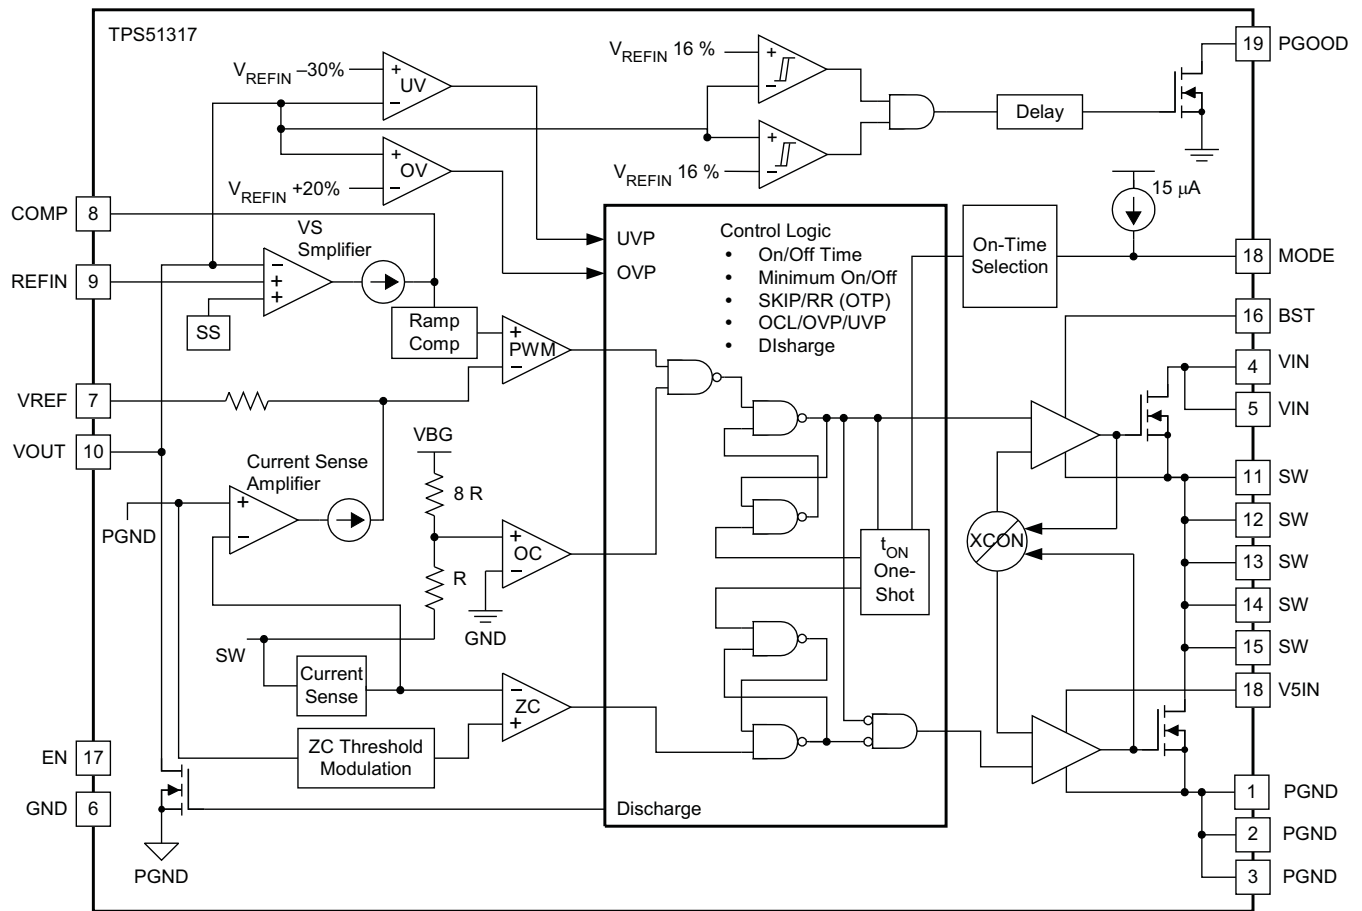 TPS51317
V_REFIN –30%
+
UV
–
V_REFIN 16 %
+
–
+
–
V_REFIN 16 %
Delay
19 PGOOD
+
OV
–
V_REFIN +20%
15 µA
COMP 8
REFIN 9
VS
Smplifier
–
+
+
SS
Ramp
Comp
+
PWM
–
UVP
OVP
Control Logic
• On/Off Time
• Minimum On/Off
• SKIP/RR (OTP)
• OCL/OVP/UVP
• DIsharge
On-Time
Selection
18 MODE
16 BST
4 VIN
5 VIN
VREF 7
VOUT 10
VBG
8 R
R
Current Sense
Amplifier
+
–
PGND
+
OC
–
GND
t_ON
One-
Shot
XCON
11 SW
12 SW
13 SW
14 SW
15 SW
18 V5IN
SW
Current
Sense
–
ZC
+
ZC Threshold
Modulation
EN 17
GND 6
Discharge
PGND
1 PGND
2 PGND
3 PGND